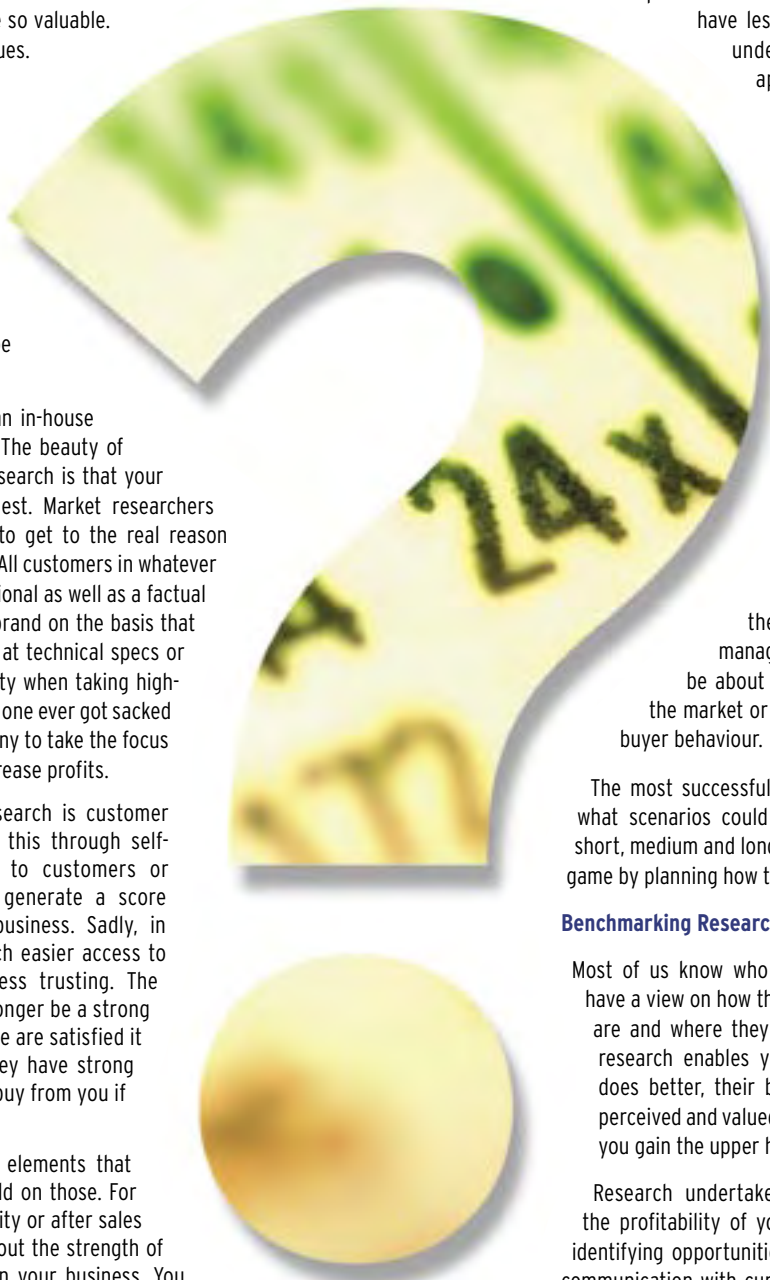 so valuable.
ues.
an in-house
The beauty of
search is that your
est. Market researchers
to get to the real reason
All customers in whatever
ional as well as a factual
brand on the basis that
at technical specs or
ty when taking high-
one ever got sacked
ny to take the focus
rease profits.
search is customer
this through self-
to customers or
generate a score
business. Sadly, in
ch easier access to
ess trusting. The
onger be a strong
e are satisfied it
ey have strong
buy from you if
elements that
ld on those. For
ity or after sales
out the strength of
n your business. You
24x
A
m
have les
unde
ap
the
manag
be about
the market or
buyer behaviour.
The most successful
what scenarios could
short, medium and long
game by planning how t
Benchmarking Researc
Most of us know who
have a view on how th
are and where they
research enables y
does better, their b
perceived and valued
you gain the upper h
Research undertake
the profitability of yo
identifying opportunitie
communication with cus